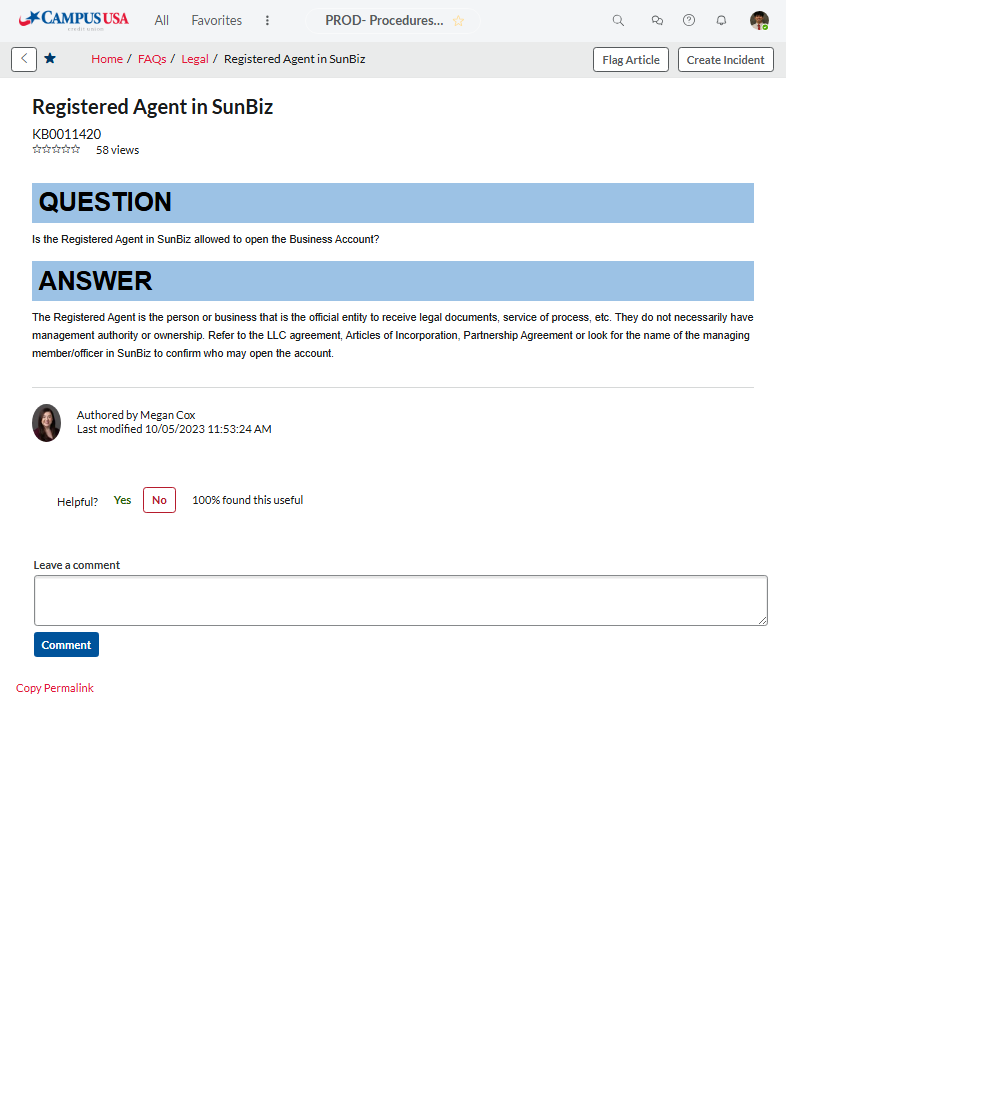 CAMPUS USA
credit union
All Favorites PROD- Procedures...
Home / FAQs / Legal / Registered Agent in SunBiz Flag Article Create Incident
Registered Agent in SunBiz
KB0011420
58 views
QUESTION
Is the Registered Agent in SunBiz allowed to open the Business Account?
ANSWER
The Registered Agent is the person or business that is the official entity to receive legal documents, service of process, etc. They do not necessarily have
management authority or ownership. Refer to the LLC agreement, Articles of Incorporation, Partnership Agreement or look for the name of the managing
member/officer in SunBiz to confirm who may open the account.
Authored by Megan Cox
Last modified 10/05/2023 11:53:24 AM
Helpful? Yes No 100% found this useful
Leave a comment
Comment
Copy Permalink